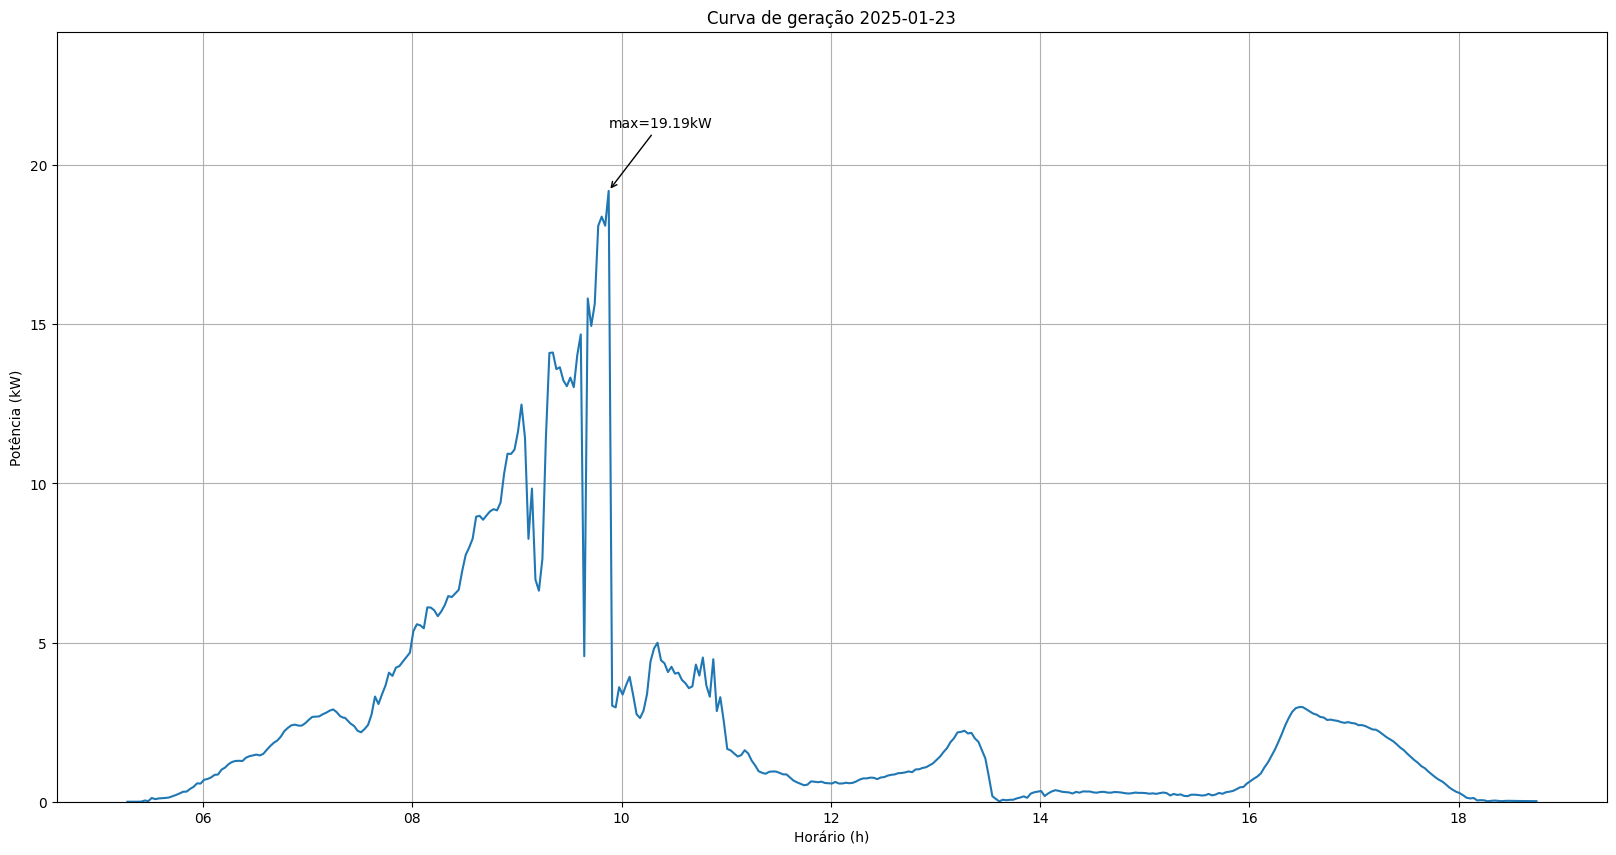 Curva de geração 2025-01-23
max=19.19kW
20
15
10
5
0
Potência (kW)
06 08 10 12 14 16 18
Horário (h)